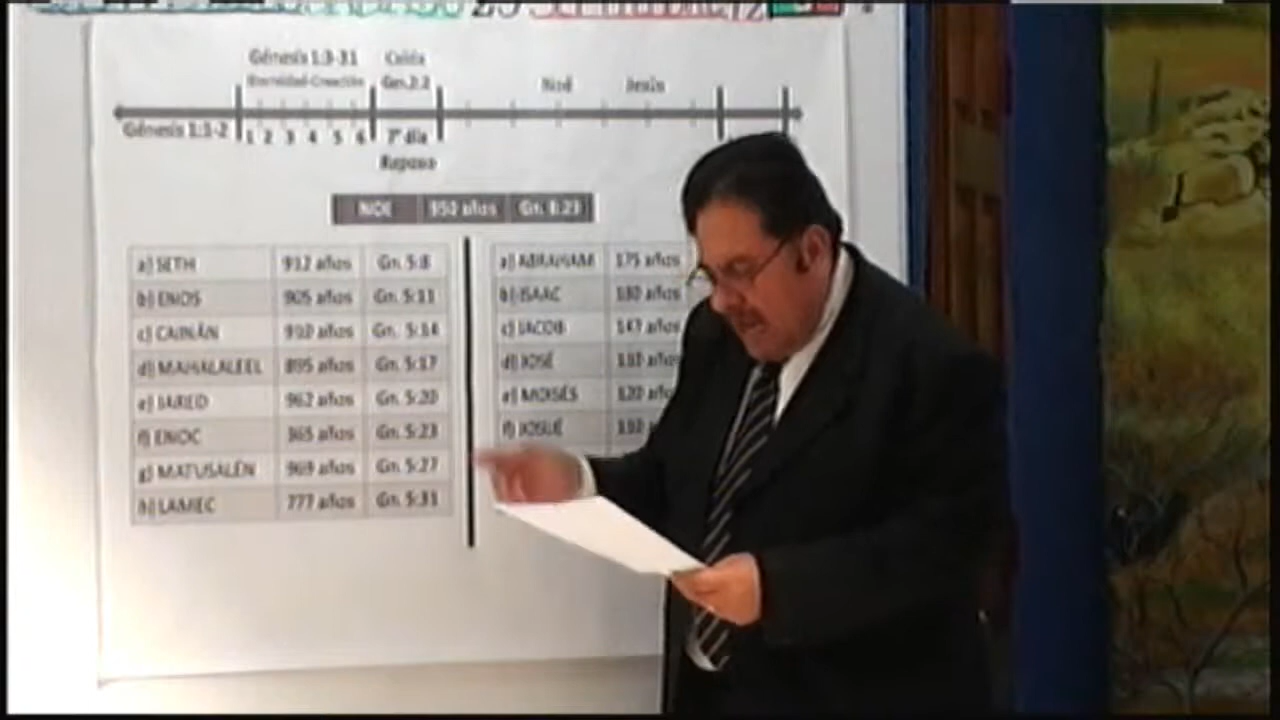 25
Génesis 1:3-31 Caída
Eternidad-Creación Gn.2:2 Noé Jesús
Génesis 1:1-2 1 2 3 4 5 6 7º día
Reposo
NOE 950 años Gn.
a) SETH 912 años Gn. 5:8
b) ENOS 905 años Gn. 5:11
c) CAINÁN 910 años Gn. 5:14
d) MAHALALEEL 895 años Gn. 5:17
e) JARED 962 años Gn. 5:20
f) ENOC 365 años Gn. 5:23
g) MATUSALÉN 969 años Gn. 5:27
h) LAMEC 777 años Gn. 5:31
a) ABRAHAM 175 años
b) ISAAC 180 años
c) JACOB 147 años
d) JOSÉ 110 años
e) MOISÉS 120 años
f) JOSUÉ 110